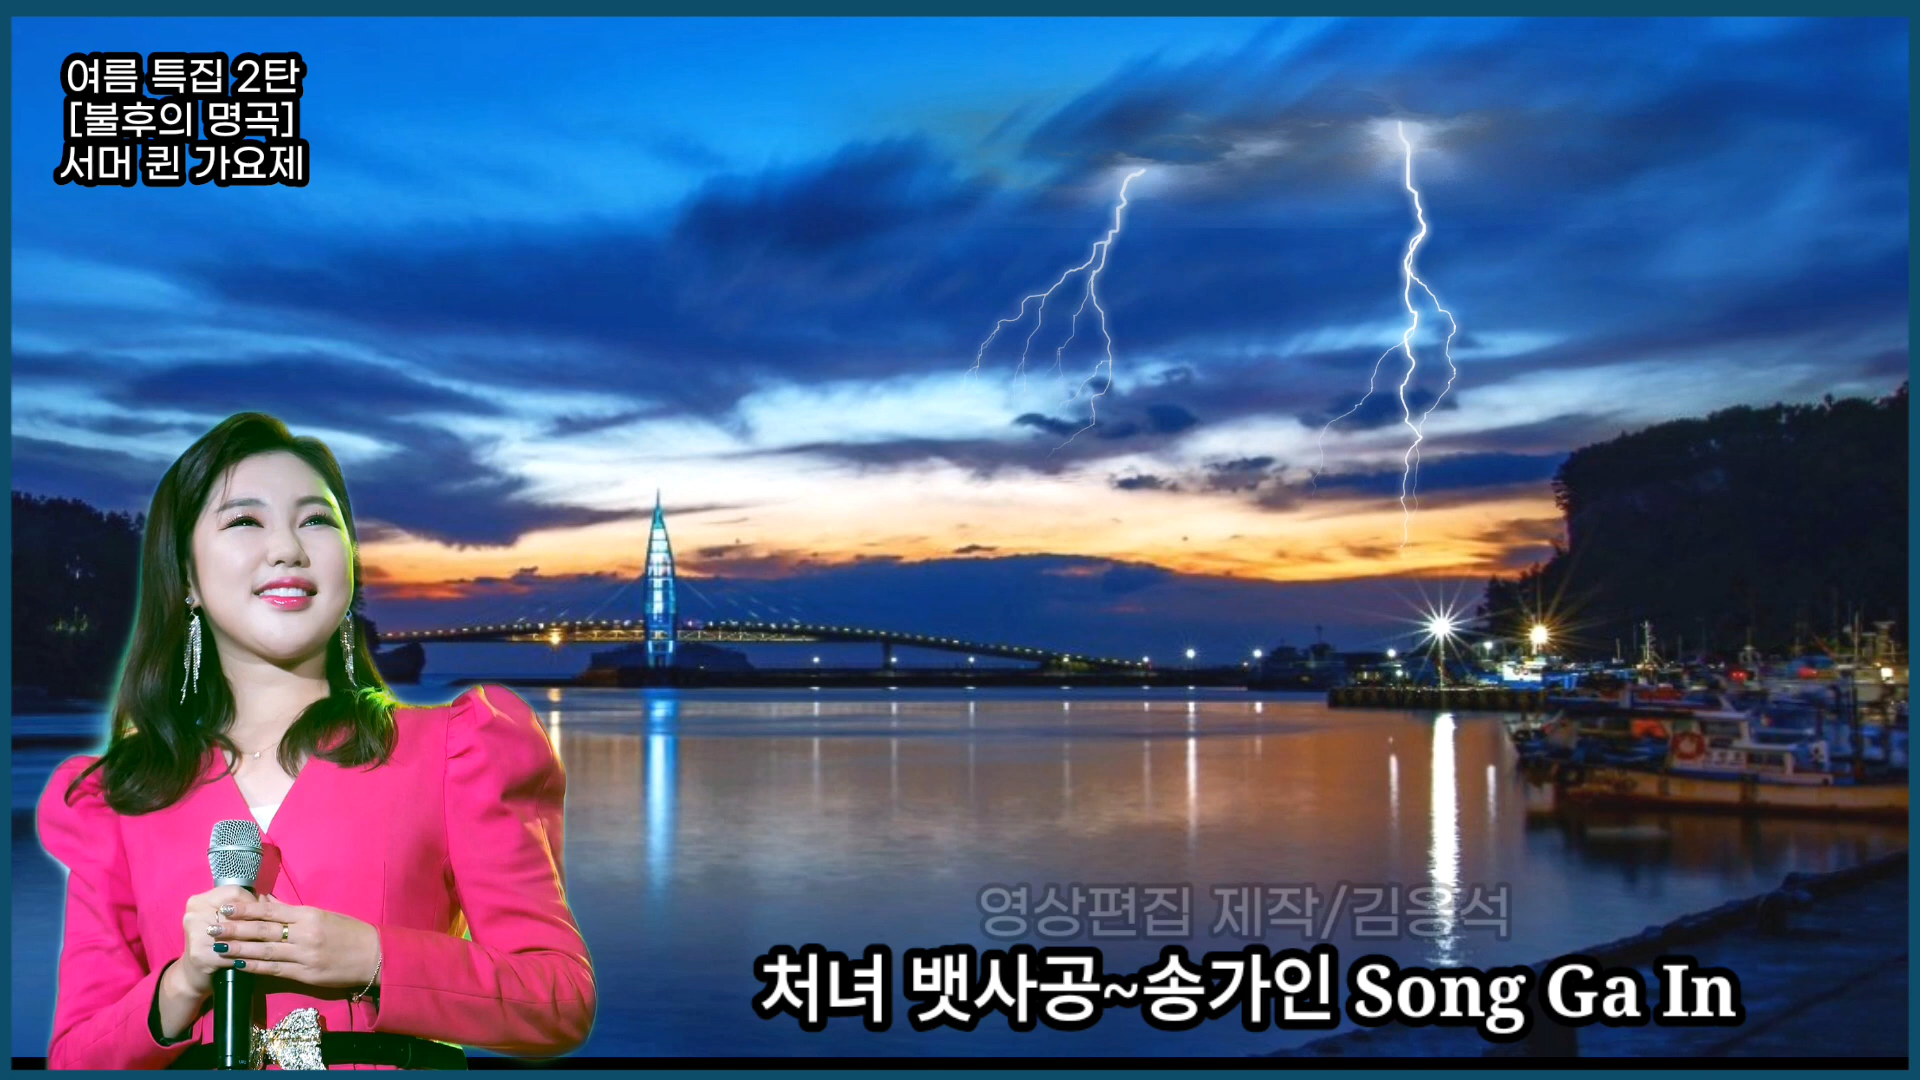 여름 특집 2탄
[불후의 명곡]
서머 퀸 가요제
영상편집 제작/김응석
처녀 뱃사공~송가인 Song Ga In